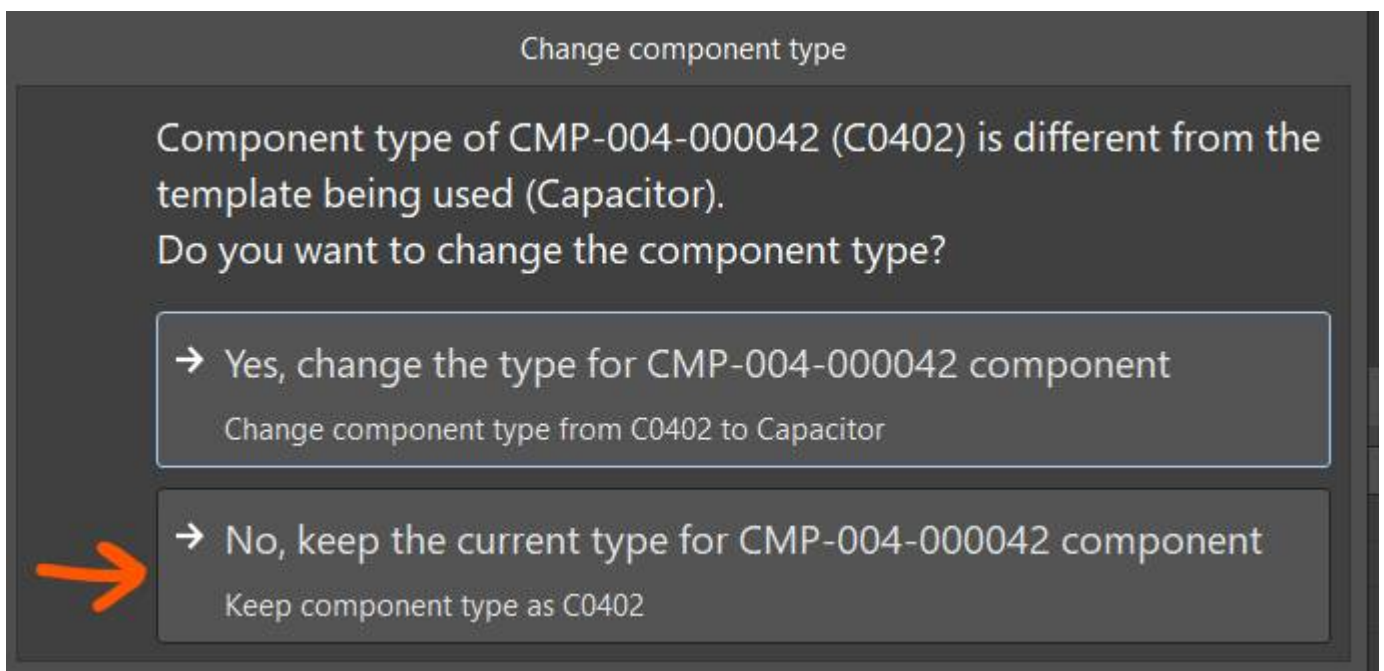 Change component type
Component type of CMP-004-000042 (C0402) is different from the
template being used (Capacitor).
Do you want to change the component type?
→ Yes, change the type for CMP-004-000042 component
Change component type from C0402 to Capacitor
→ No, keep the current type for CMP-004-000042 component
Keep component type as C0402